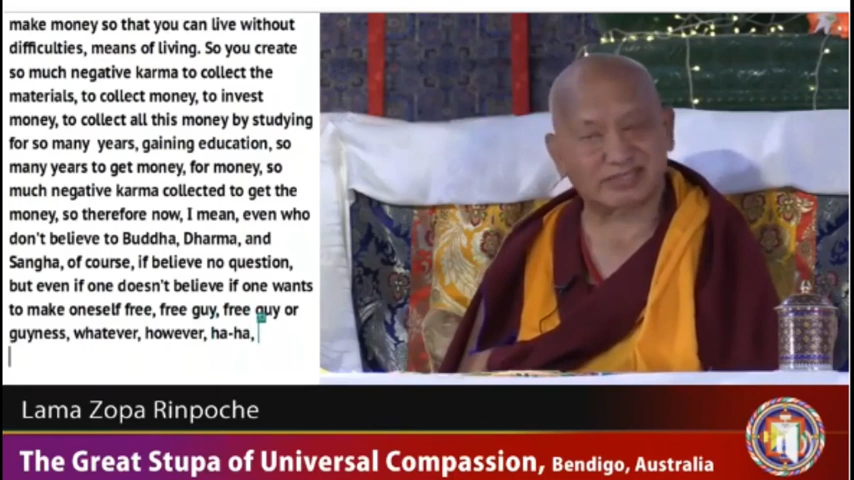 make money so that you can live without
difficulties, means of living. So you create
so much negative karma to collect the
materials, to collect money, to invest
money, to collect all this money by studying
for so many years, gaining education, so
many years to get money, for money, so
much negative karma collected to get the
money, so therefore now, I mean, even who
don't believe to Buddha, Dharma, and
Sangha, of course, if believe no question,
but even if one doesn't believe if one wants
to make oneself free, free guy, free guy or
guyness, whatever, however, ha-ha,
Lama Zopa Rinpoche
The Great Stupa of Universal Compassion, Bendigo, Australia